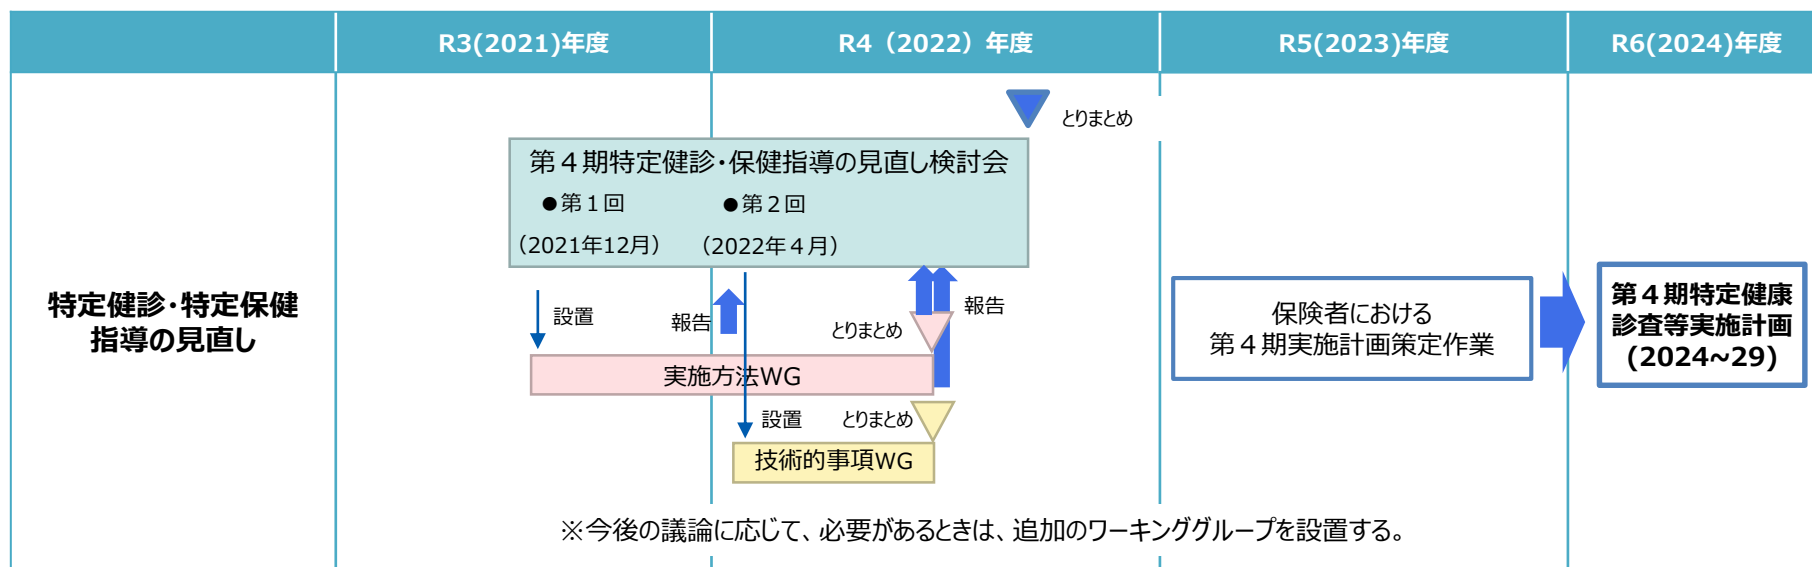 R3(2021)年度
R4（2022）年度
R5(2023)年度
R6(2024)年度
特定健診・特定保健
指導の見直し
とりまとめ
第４期特定健診・保健指導の見直し検討会
●第１回
●第２回
（2021年12月）
（2022年４月）
設置
報告
とりまとめ
報告
実施方法WG
設置
とりまとめ
技術的事項WG
保険者における
第４期実施計画策定作業
第４期特定健康
診査等実施計画
(2024~29)
※今後の議論に応じて、必要があるときは、追加のワーキンググループを設置する。